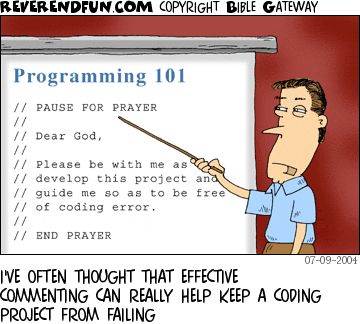 REVERENDFUN.COM COPYRIGHT BIBLE GATEWAY
Programming 101
// PAUSE FOR PRAYER
//
// Dear God,
//
// Please be with me as
// develop this project and
// guide me so as to be free
// of coding error.
//
// END PRAYER
07-09-2004
I'VE OFTEN THOUGHT THAT EFFECTIVE
COMMENTING CAN REALLY HELP KEEP A CODING
PROJECT FROM FAILING